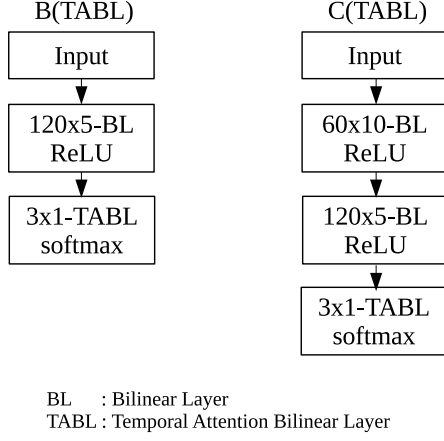 B(TABL)
Input
120x5-BL
ReLU
3x1-TABL
softmax
C(TABL)
Input
60x10-BL
ReLU
120x5-BL
ReLU
3x1-TABL
softmax
BL : Bilinear Layer
TABL : Temporal Attention Bilinear Layer